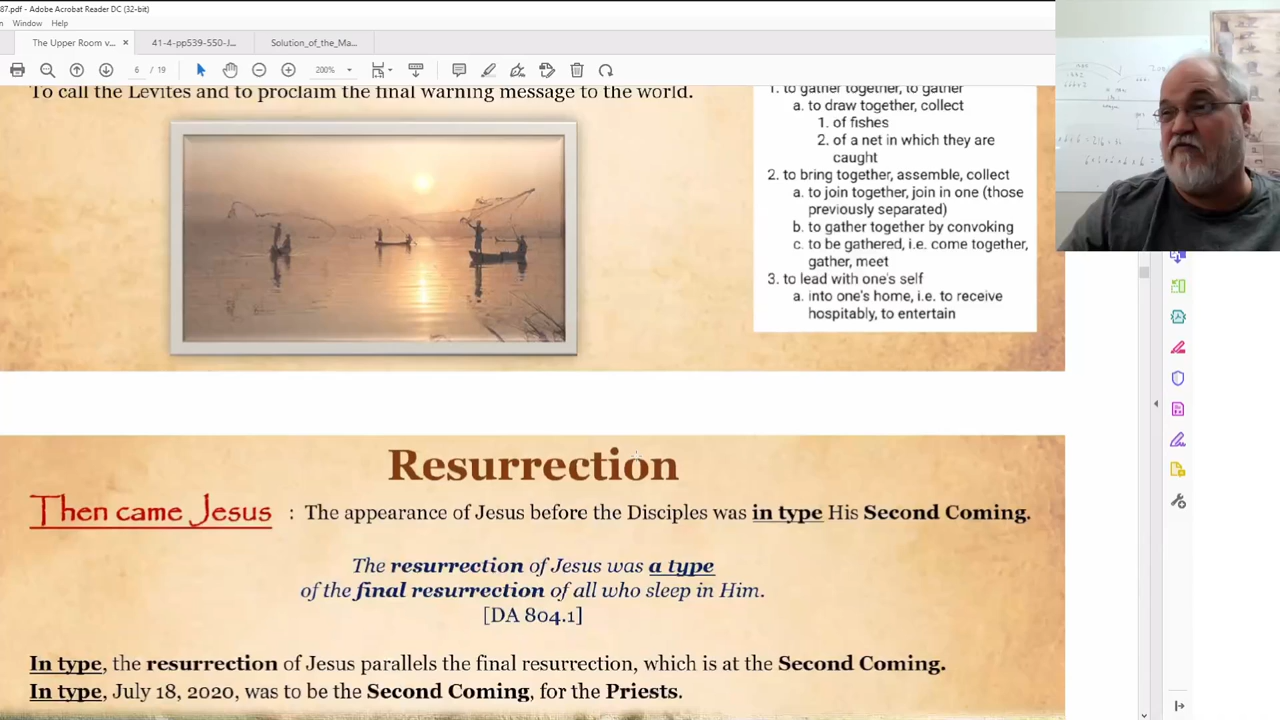 87.pdf - Adobe Acrobat Reader DC (32-bit)
Window Help
The Upper Room v... ×
41-4-pp539-550-J...
Solution_of_the_Ma...
6 / 19
200%
To call the Levites and to proclaim the final warning message to the world.
1. to gather together, to gather
a. to draw together, collect
1. of fishes
2. of a net in which they are
caught
2. to bring together, assemble, collect
a. to join together, join in one (those
previously separated)
b. to gather together by convoking
c. to be gathered, i.e. come together,
gather, meet
3. to lead with one's self
a. into one's home, i.e. to receive
hospitably, to entertain
Resurrection
Then came Jesus : The appearance of Jesus before the Disciples was in type His Second Coming.
The resurrection of Jesus was a type
of the final resurrection of all who sleep in Him.
[DA 804.1]
In type, the resurrection of Jesus parallels the final resurrection, which is at the Second Coming.
In type, July 18, 2020, was to be the Second Coming, for the Priests.